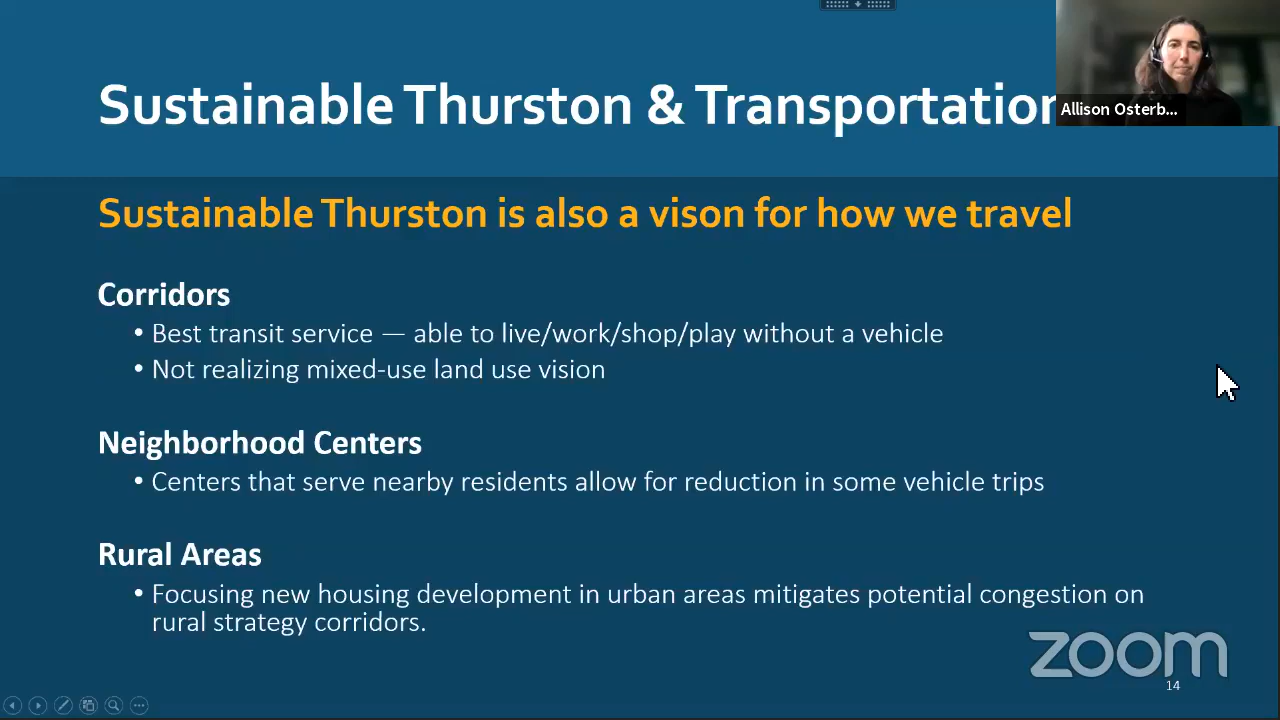 Sustainable Thurston & Transportation
Allison Osterb...
Sustainable Thurston is also a vison for how we travel
Corridors
• Best transit service — able to live/work/shop/play without a vehicle
• Not realizing mixed-use land use vision
Neighborhood Centers
• Centers that serve nearby residents allow for reduction in some vehicle trips
Rural Areas
• Focusing new housing development in urban areas mitigates potential congestion on
rural strategy corridors.
zoom
14